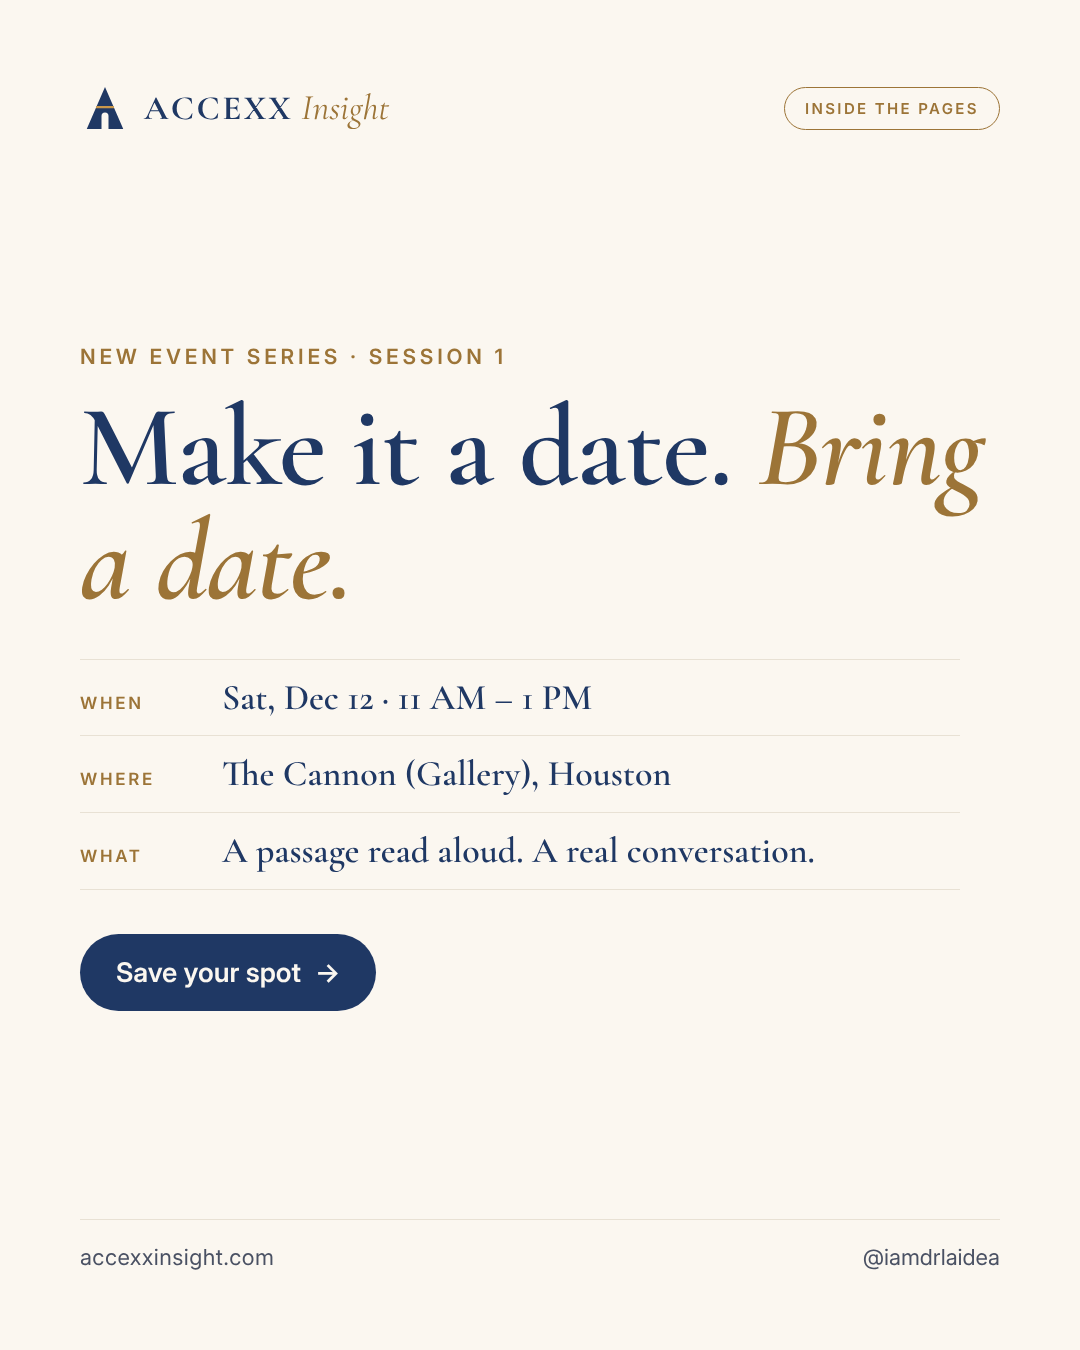 ACCEXX Insight
INSIDE THE PAGES
NEW EVENT SERIES · SESSION 1
Make it a date. Bring
a date.
WHEN Sat, Dec 12 · 11 AM – 1 PM
WHERE The Cannon (Gallery), Houston
WHAT A passage read aloud. A real conversation.
Save your spot →
accexxinsight.com
@iamdrlaidea